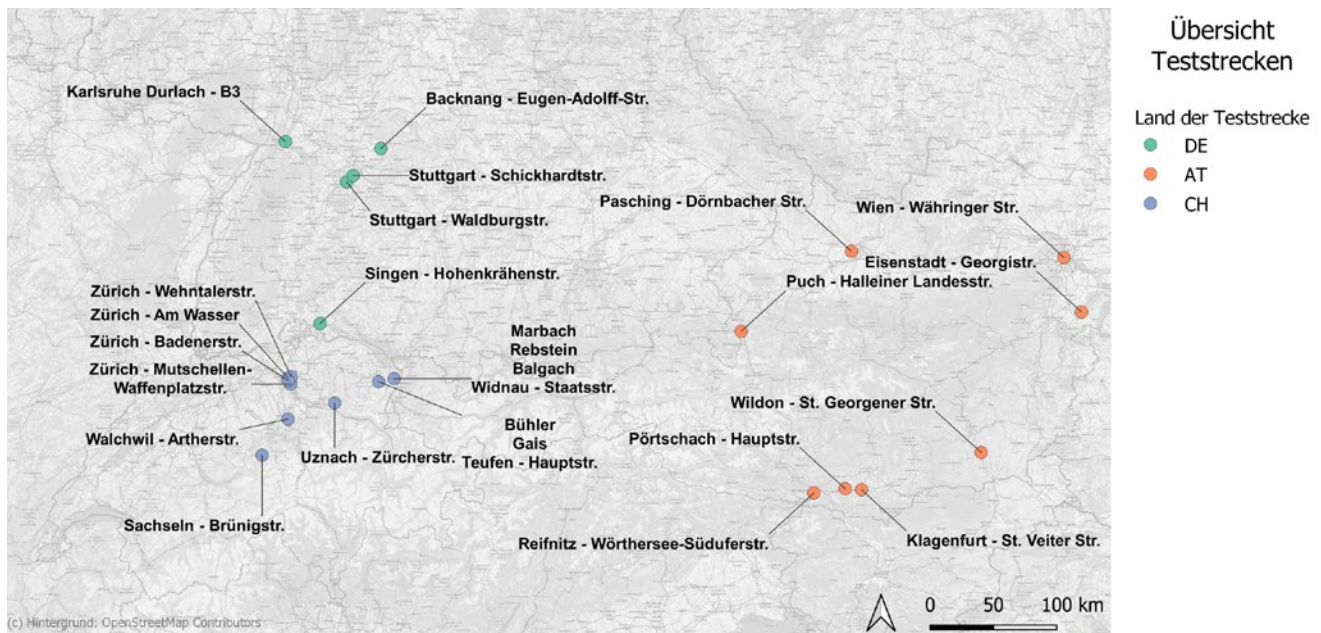 Übersicht
Teststrecken
Land der Teststrecke
DE
AT
CH
Karlsruhe Durlach - B3
Backnang - Eugen-Adolff-Str.
Stuttgart - Schickhardtstr.
Stuttgart - Waldburgstr.
Pasching - Dörnbacher Str.
Wien - Währinger Str.
Eisenstadt - Georgistr.
Puch - Halleiner Landesstr.
Singen - Hohenkrähenstr.
Zürich - Wehntalerstr.
Zürich - Am Wasser
Zürich - Badenerstr.
Zürich - Mutschellen-
Waffenplatzstr.
Marbach
Rebstein
Balgach
Widnau - Staatsstr.
Bühler
Gais
Teufen - Hauptstr.
Walchwil - Artherstr.
Uznach - Zürcherstr.
Sachseln - Brünigstr.
Wildon - St. Georgener Str.
Pörtschach - Hauptstr.
Reifnitz - Wörthersee-Süduferstr.
Klagenfurt - St. Veiter Str.
0 50 100 km
(c) Hintergrund: OpenStreetMap Contributors